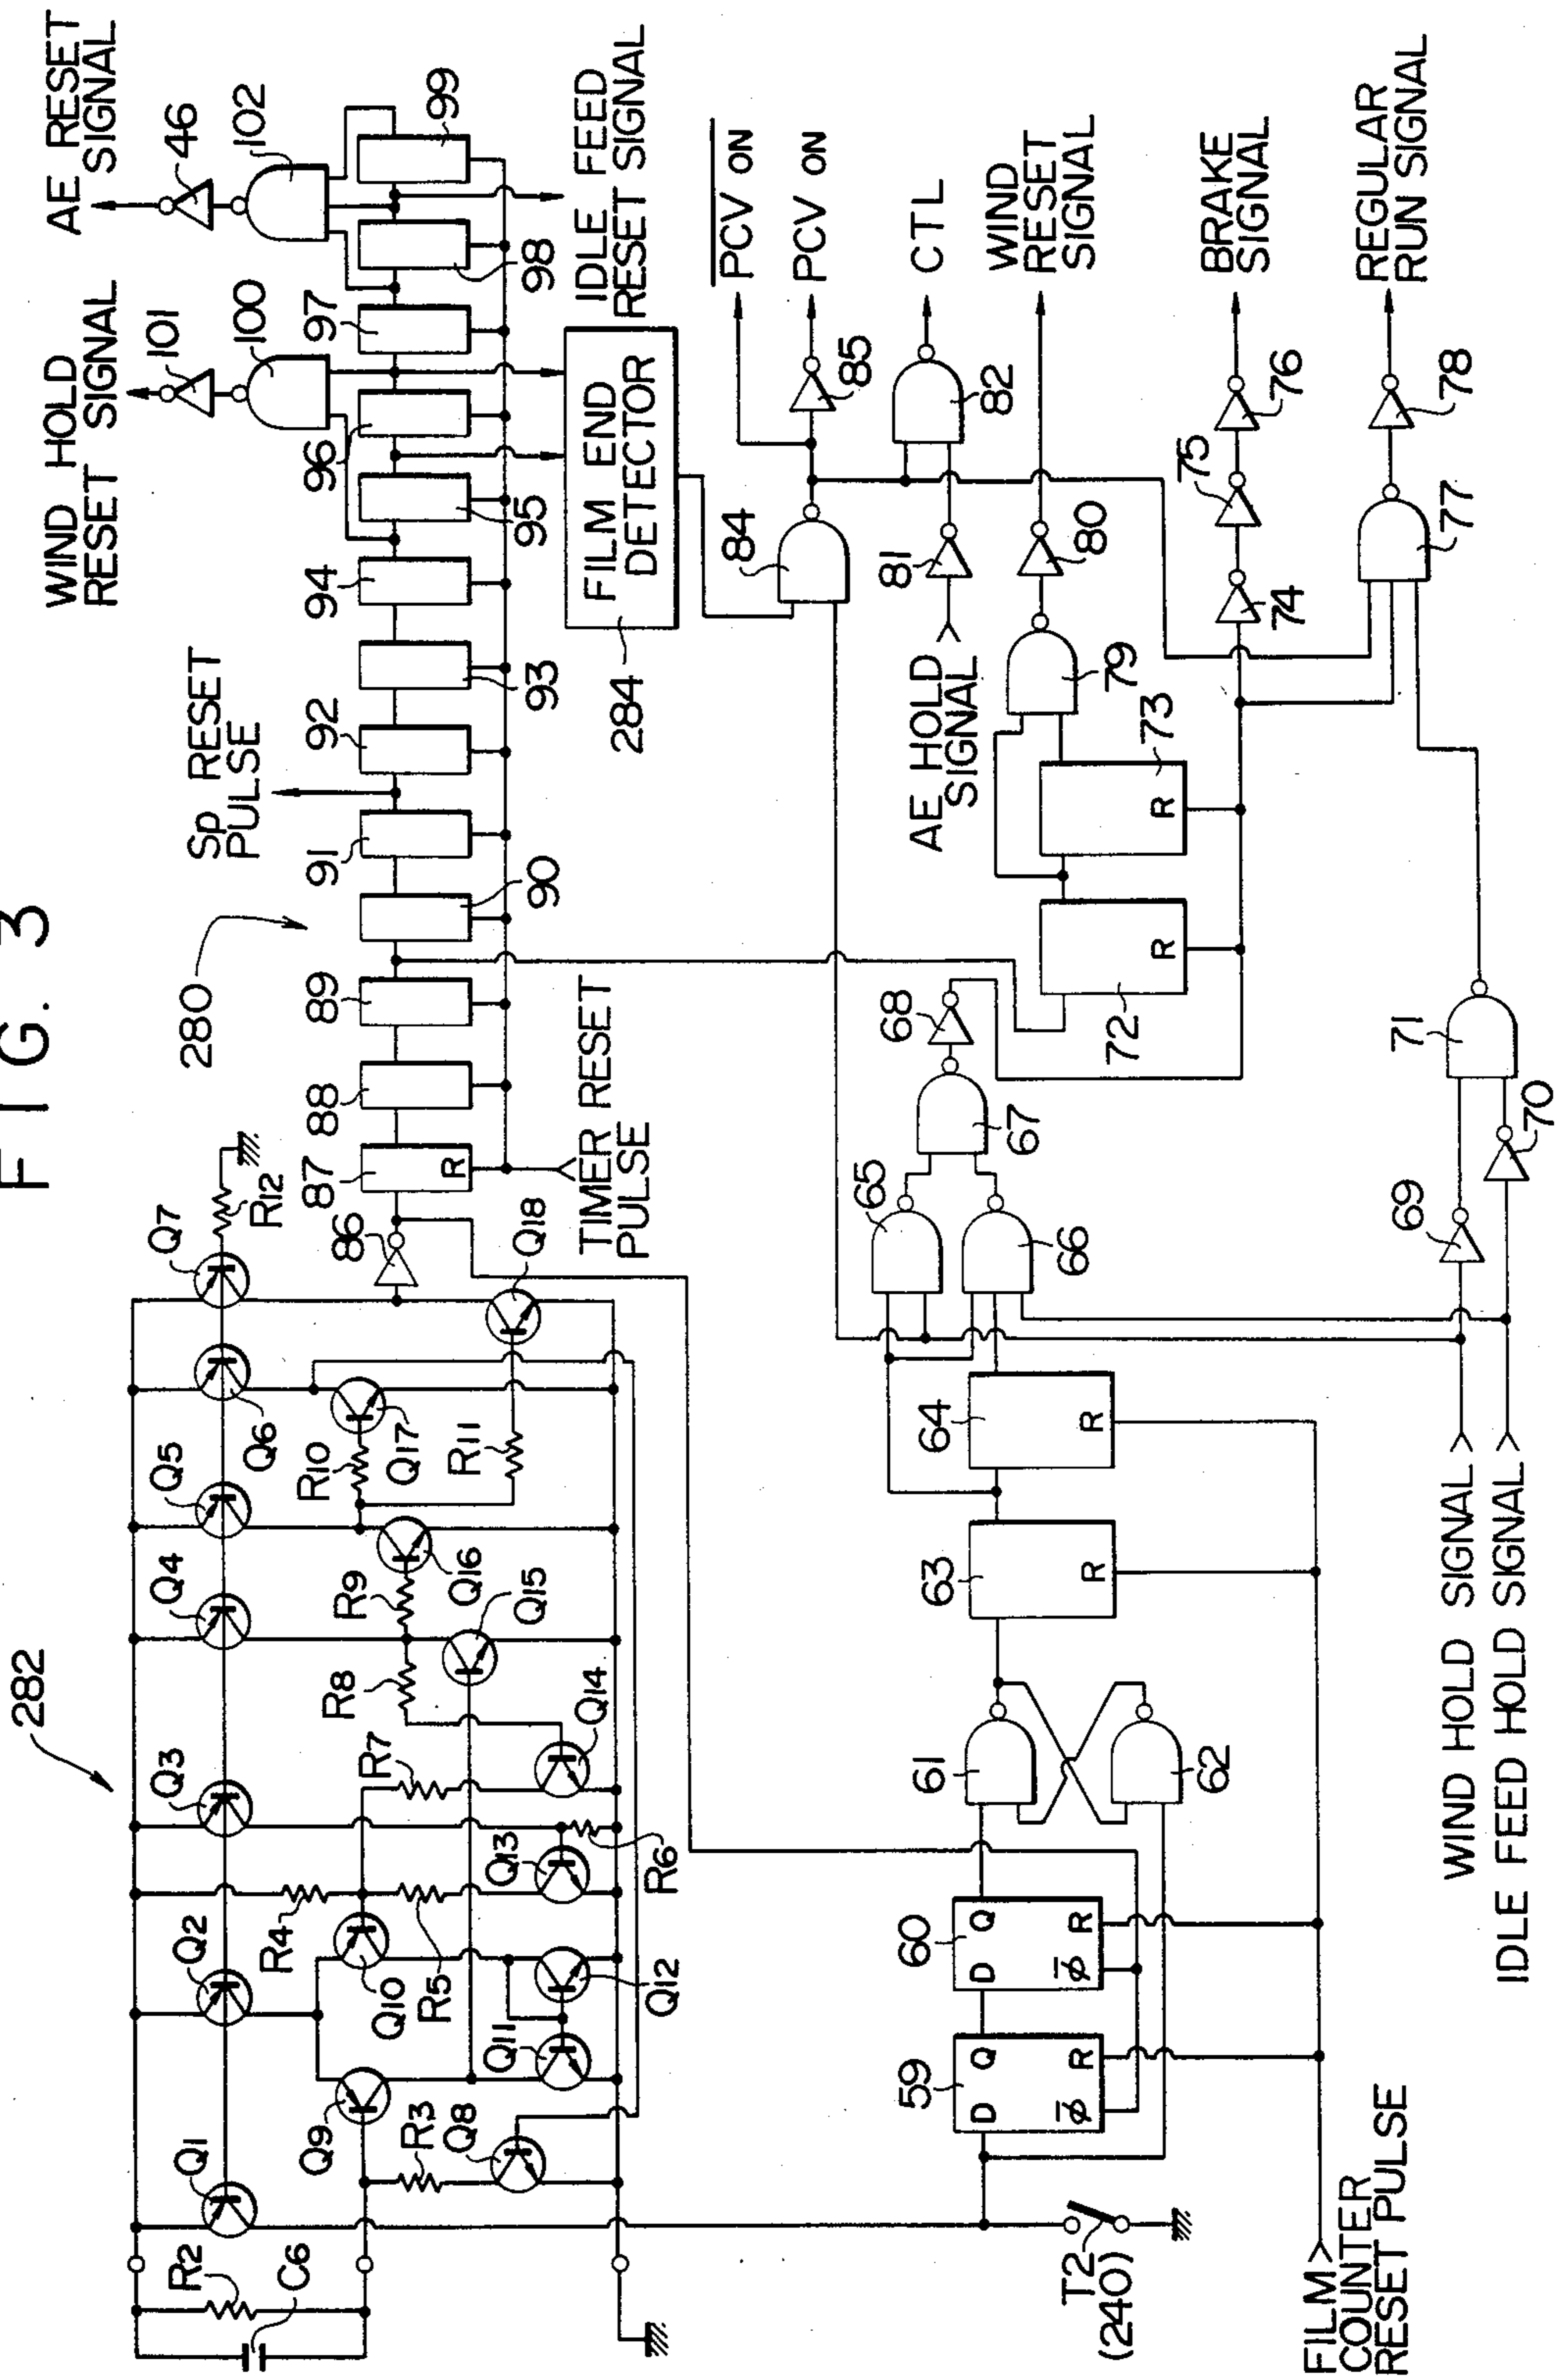 FIG. 3
282
280
R2
C6
Q1
Q2
Q3
Q4
Q5
Q6
Q7
R12
Q9
R3
Q8
R4
Q10
R5
Q11
Q12
Q13
R6
R7
Q14
R8
R9
Q15
Q16
R10
Q17
R11
Q18
86
87
R
88
89
90
91
92
93
94
95
96
97
98
99
TIMER RESET
PULSE
Sp RESET
PULSE
WIND HOLD
RESET SIGNAL
101
100
AE RESET
SIGNAL
46
102
IDLE FEED
RESET SIGNAL
FILM END
DETECTOR
284
84
PCV ON
PCV ON
85
CTL
82
81
AE HOLD
SIGNAL
WIND
RESET
SIGNAL
80
79
73
R
72
R
BRAKE
SIGNAL
76
75
74
REGULAR
RUN SIGNAL
78
77
71
70
69
68
67
65
66
64
R
63
R
61
62
60
D
Q
φ
R
59
D
Q
φ
R
T2
(240)
FILM
COUNTER
RESET PULSE
WIND HOLD SIGNAL
IDLE FEED HOLD SIGNAL